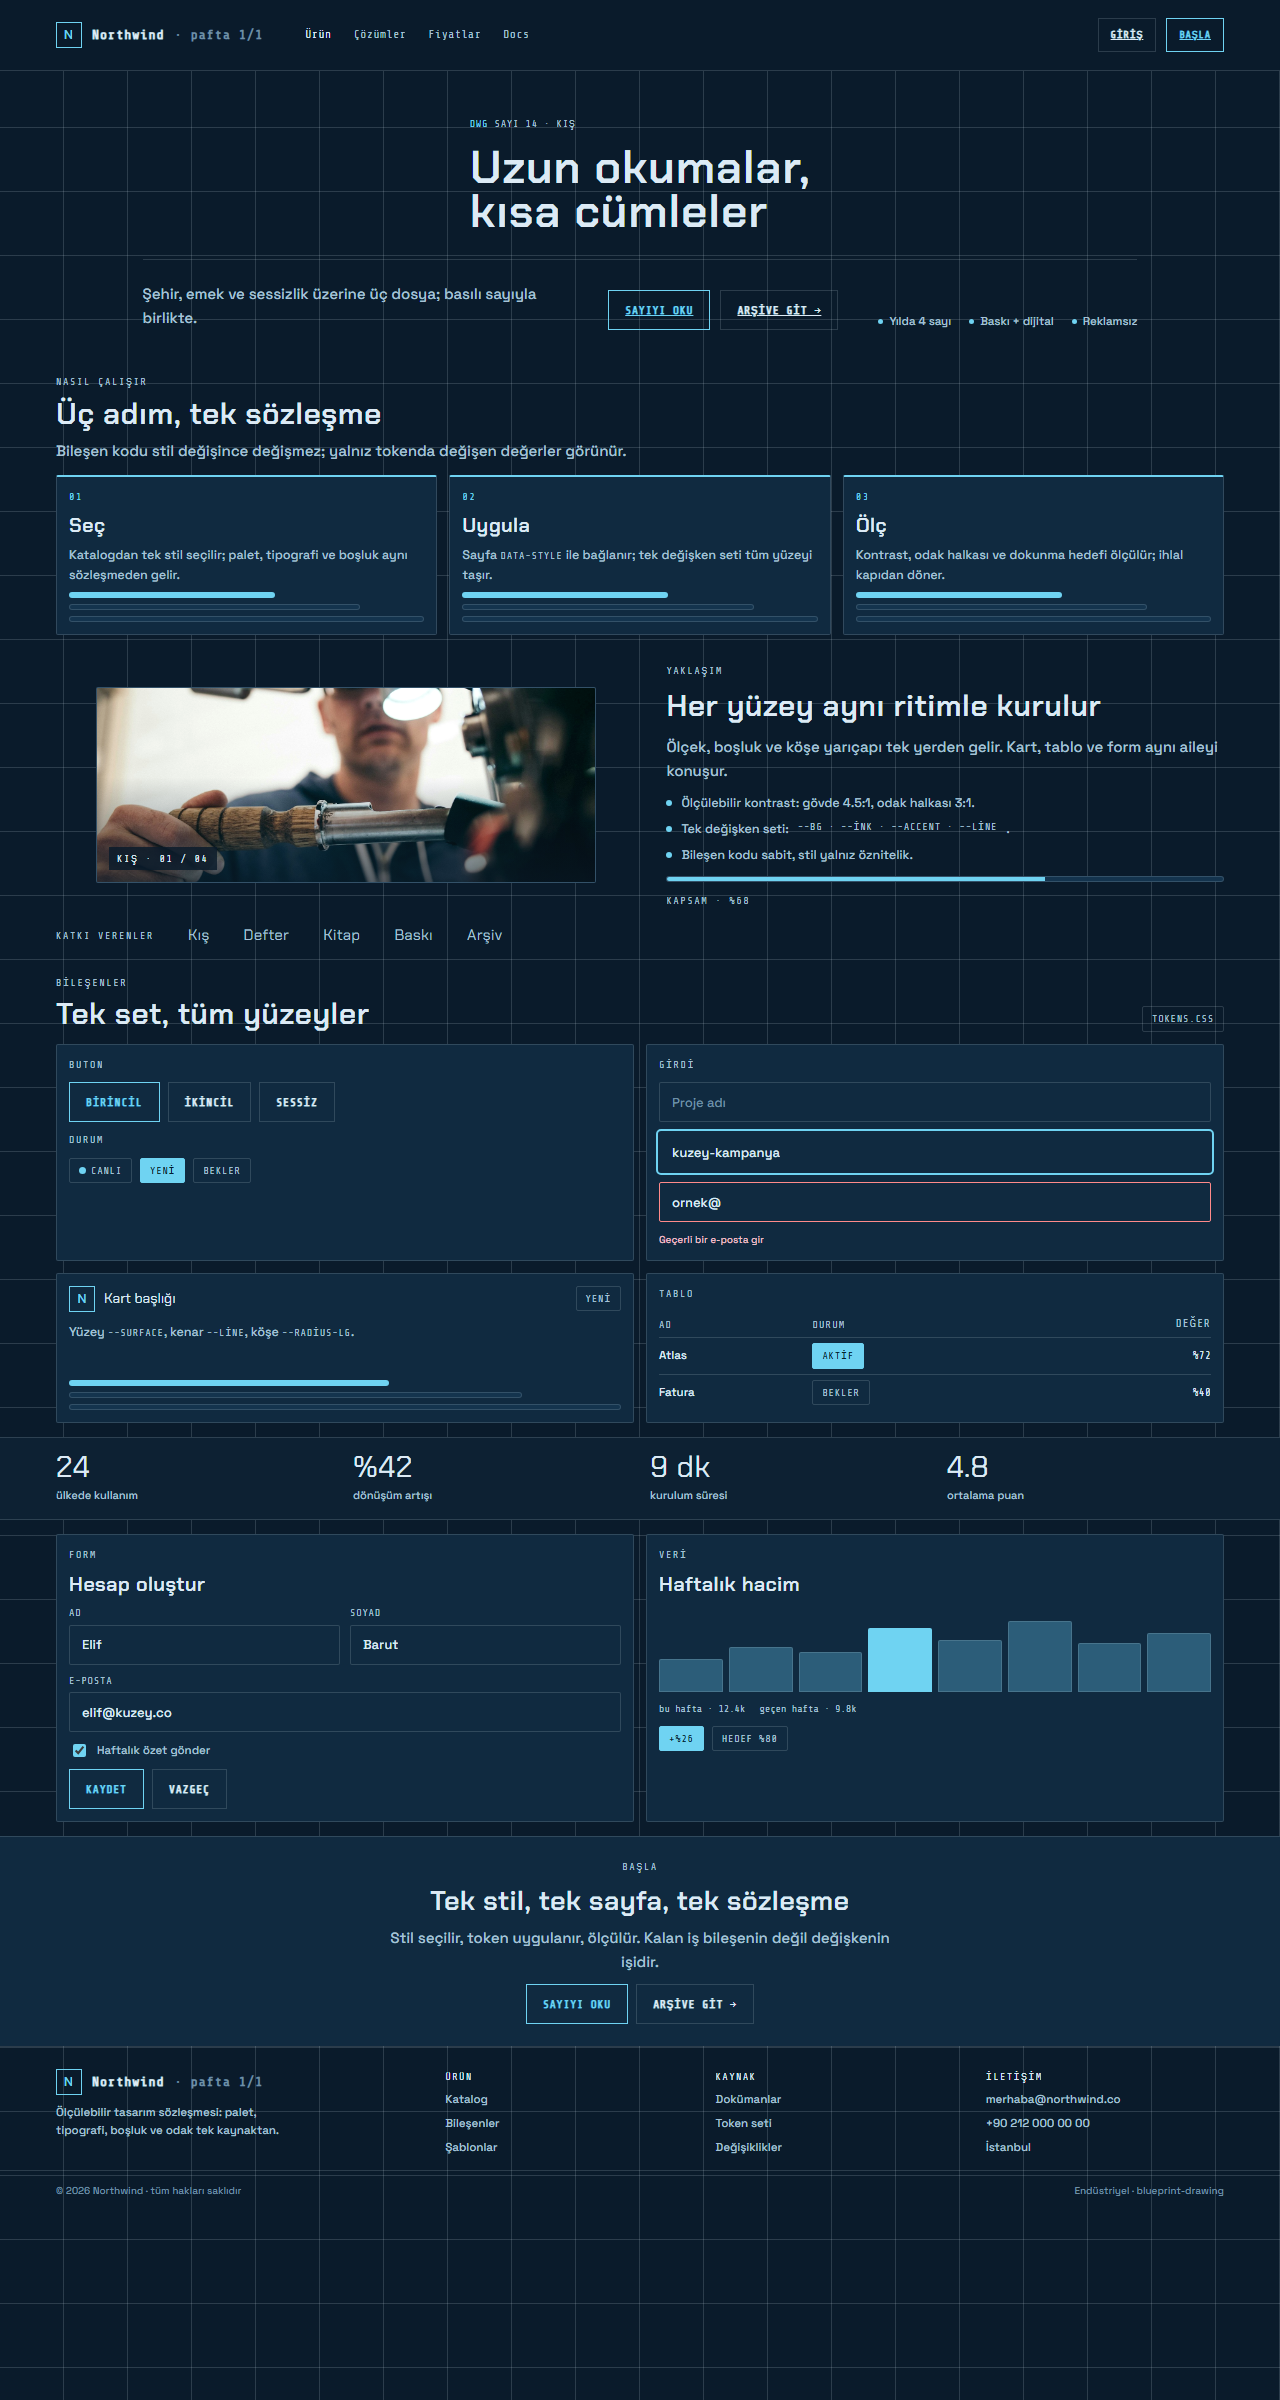 N Northwind · pafta 1/1
Ürün Çözümler Fiyatlar Docs
GİRİŞ BAŞLA
DWG SAYI 14 · KIŞ
Uzun okumalar,
kısa cümleler
Şehir, emek ve sessizlik üzerine üç dosya; basılı sayıyla
birlikte.
SAYIYI OKU ARŞİVE GİT →
Yılda 4 sayı Baskı + dijital Reklamsız
NASIL ÇALIŞIR
Üç adım, tek sözleşme
Bileşen kodu stil değişince değişmez; yalnız tokenda değişen değerler görünür.
01
Seç
Katalogdan tek stil seçilir; palet, tipografi ve boşluk aynı
sözleşmeden gelir.
02
Uygula
Sayfa DATA-STYLE ile bağlanır; tek değişken seti tüm yüzeyi
taşır.
03
Ölç
Kontrast, odak halkası ve dokunma hedefi ölçülür; ihlal
kapıdan döner.
KIŞ · 01 / 04
YAKLAŞIM
Her yüzey aynı ritimle kurulur
Ölçek, boşluk ve köşe yarıçapı tek yerden gelir. Kart, tablo ve form aynı aileyi
konuşur.
Ölçülebilir kontrast: gövde 4.5:1, odak halkası 3:1.
Tek değişken seti: --BG · --İNK · --ACCENT · --LİNE .
Bileşen kodu sabit, stil yalnız öznitelik.
KAPSAM · %68
KATKI VERENLER Kış Defter Kitap Baskı Arşiv
BİLEŞENLER
Tek set, tüm yüzeyler
TOKENS.CSS
BUTON
BİRİNCİL İKİNCİL SESSİZ
DURUM
CANLI YENİ BEKLER
GİRDİ
Proje adı
kuzey-kampanya
ornek@
Geçerli bir e-posta gir
N Kart başlığı YENİ
Yüzey --SURFACE, kenar --LİNE, köşe --RADİUS-LG.
TABLO
AD DURUM DEĞER
Atlas AKTİF %72
Fatura BEKLER %40
24
ülkede kullanım
%42
dönüşüm artışı
9 dk
kurulum süresi
4.8
ortalama puan
FORM
Hesap oluştur
AD SOYAD
Elif Barut
E-POSTA
elif@kuzey.co
Haftalık özet gönder
KAYDET VAZGEÇ
VERİ
Haftalık hacim
bu hafta · 12.4k geçen hafta · 9.8k
+%26 HEDEF %80
BAŞLA
Tek stil, tek sayfa, tek sözleşme
Stil seçilir, token uygulanır, ölçülür. Kalan iş bileşenin değil değişkenin
işidir.
SAYIYI OKU ARŞİVE GİT →
N Northwind · pafta 1/1
Ölçülebilir tasarım sözleşmesi: palet,
tipografi, boşluk ve odak tek kaynaktan.
ÜRÜN
Katalog
Bileşenler
Şablonlar
KAYNAK
Dokümanlar
Token seti
Değişiklikler
İLETİŞİM
merhaba@northwind.co
+90 212 000 00 00
İstanbul
© 2026 Northwind · tüm hakları saklıdır
Endüstriyel · blueprint-drawing